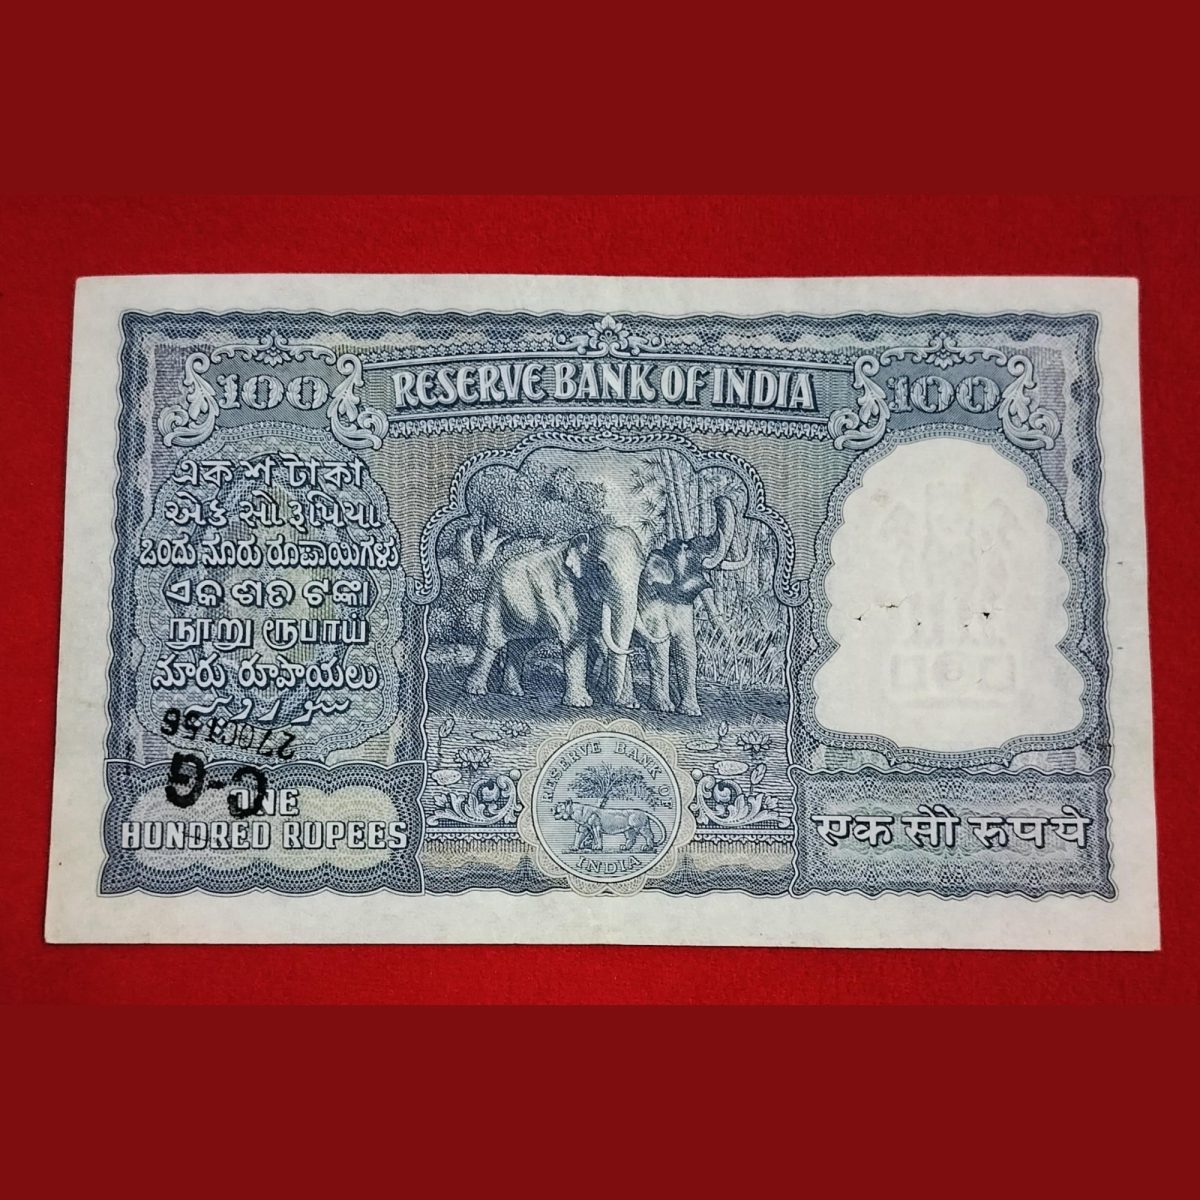 100 RESERVE BANK OF INDIA 100
এক শ টাকা
એક સો રૂપિયા
ಒಂದು ನೂರು ರೂಪಾಯಿಗಳು
ଏକ ଶତ ଟଙ୍କା
நூறு ரூபாய்
నూరు రూపాయలు
27OCT56
C-G
ONE
HUNDRED RUPEES
RESERVE BANK OF
INDIA
एक सौ रूपये